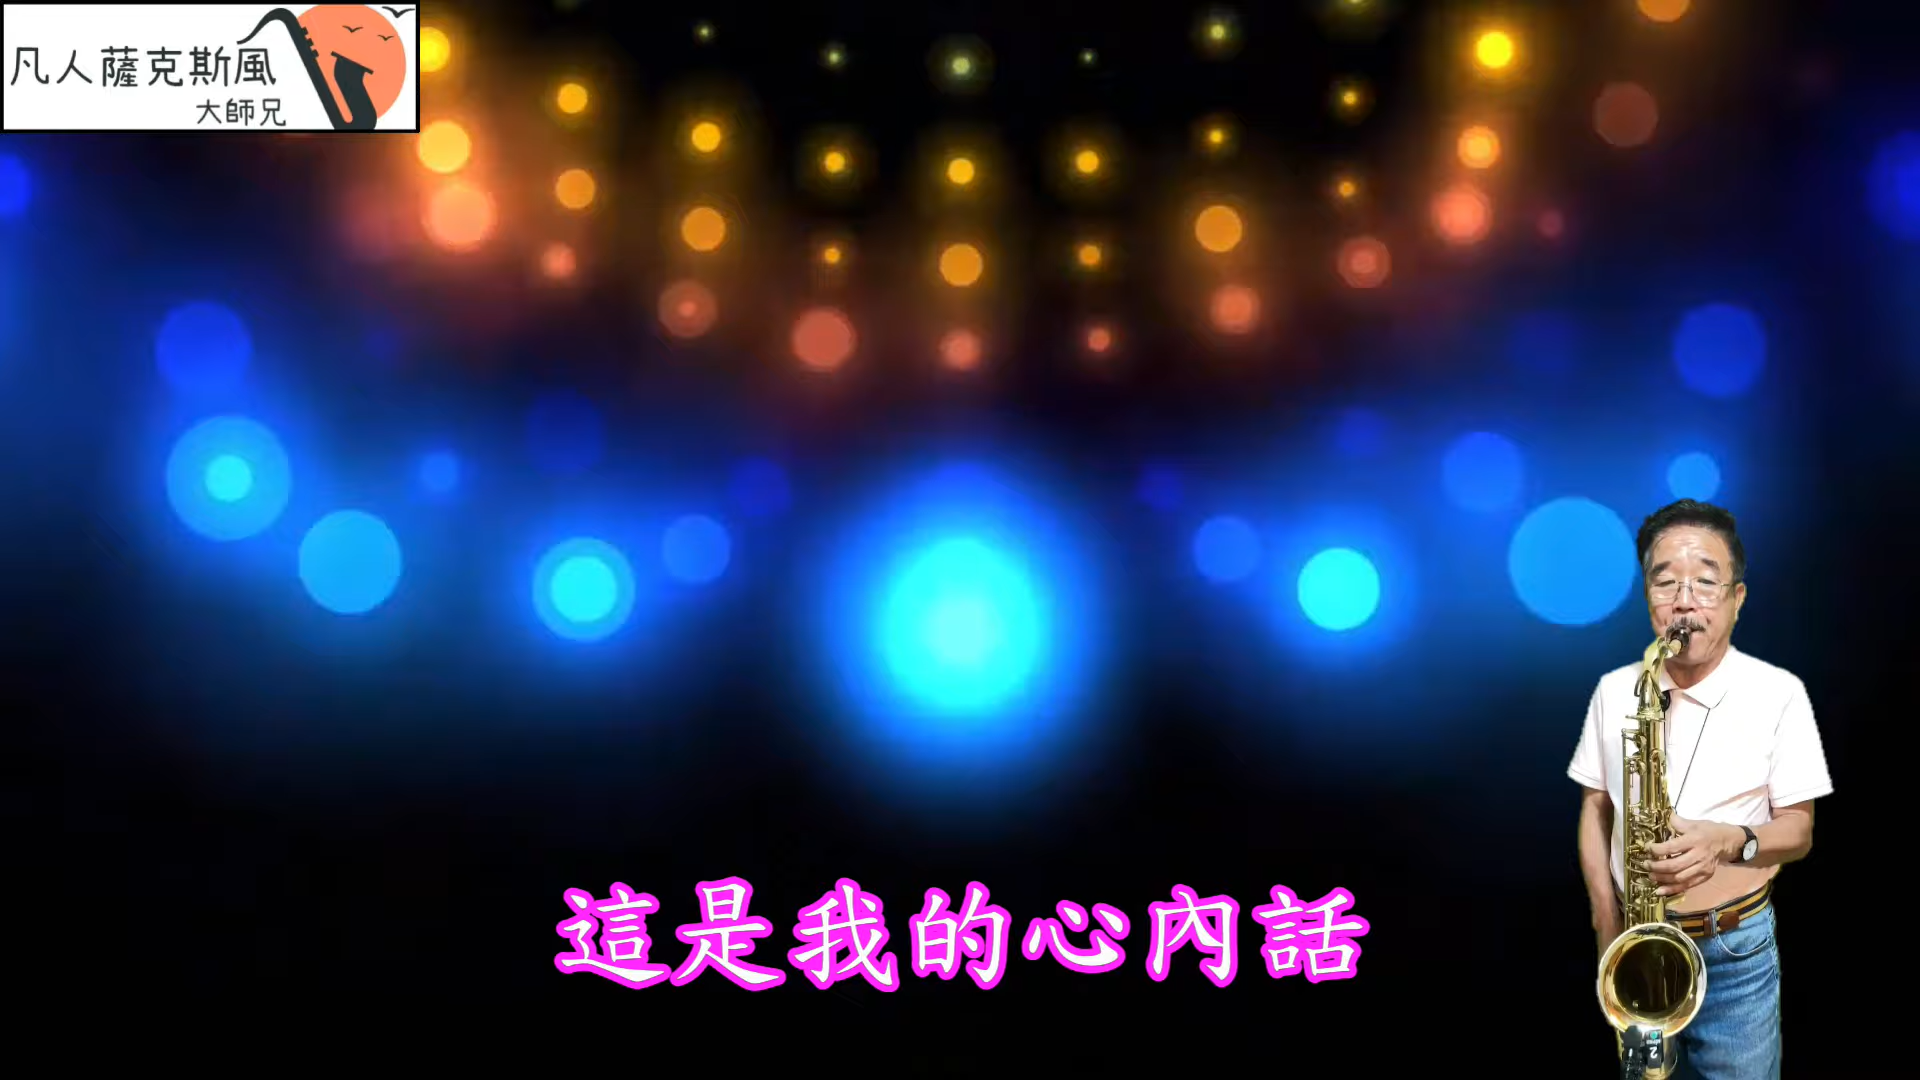 凡人薩克斯風
大師兄
這是我的心內話